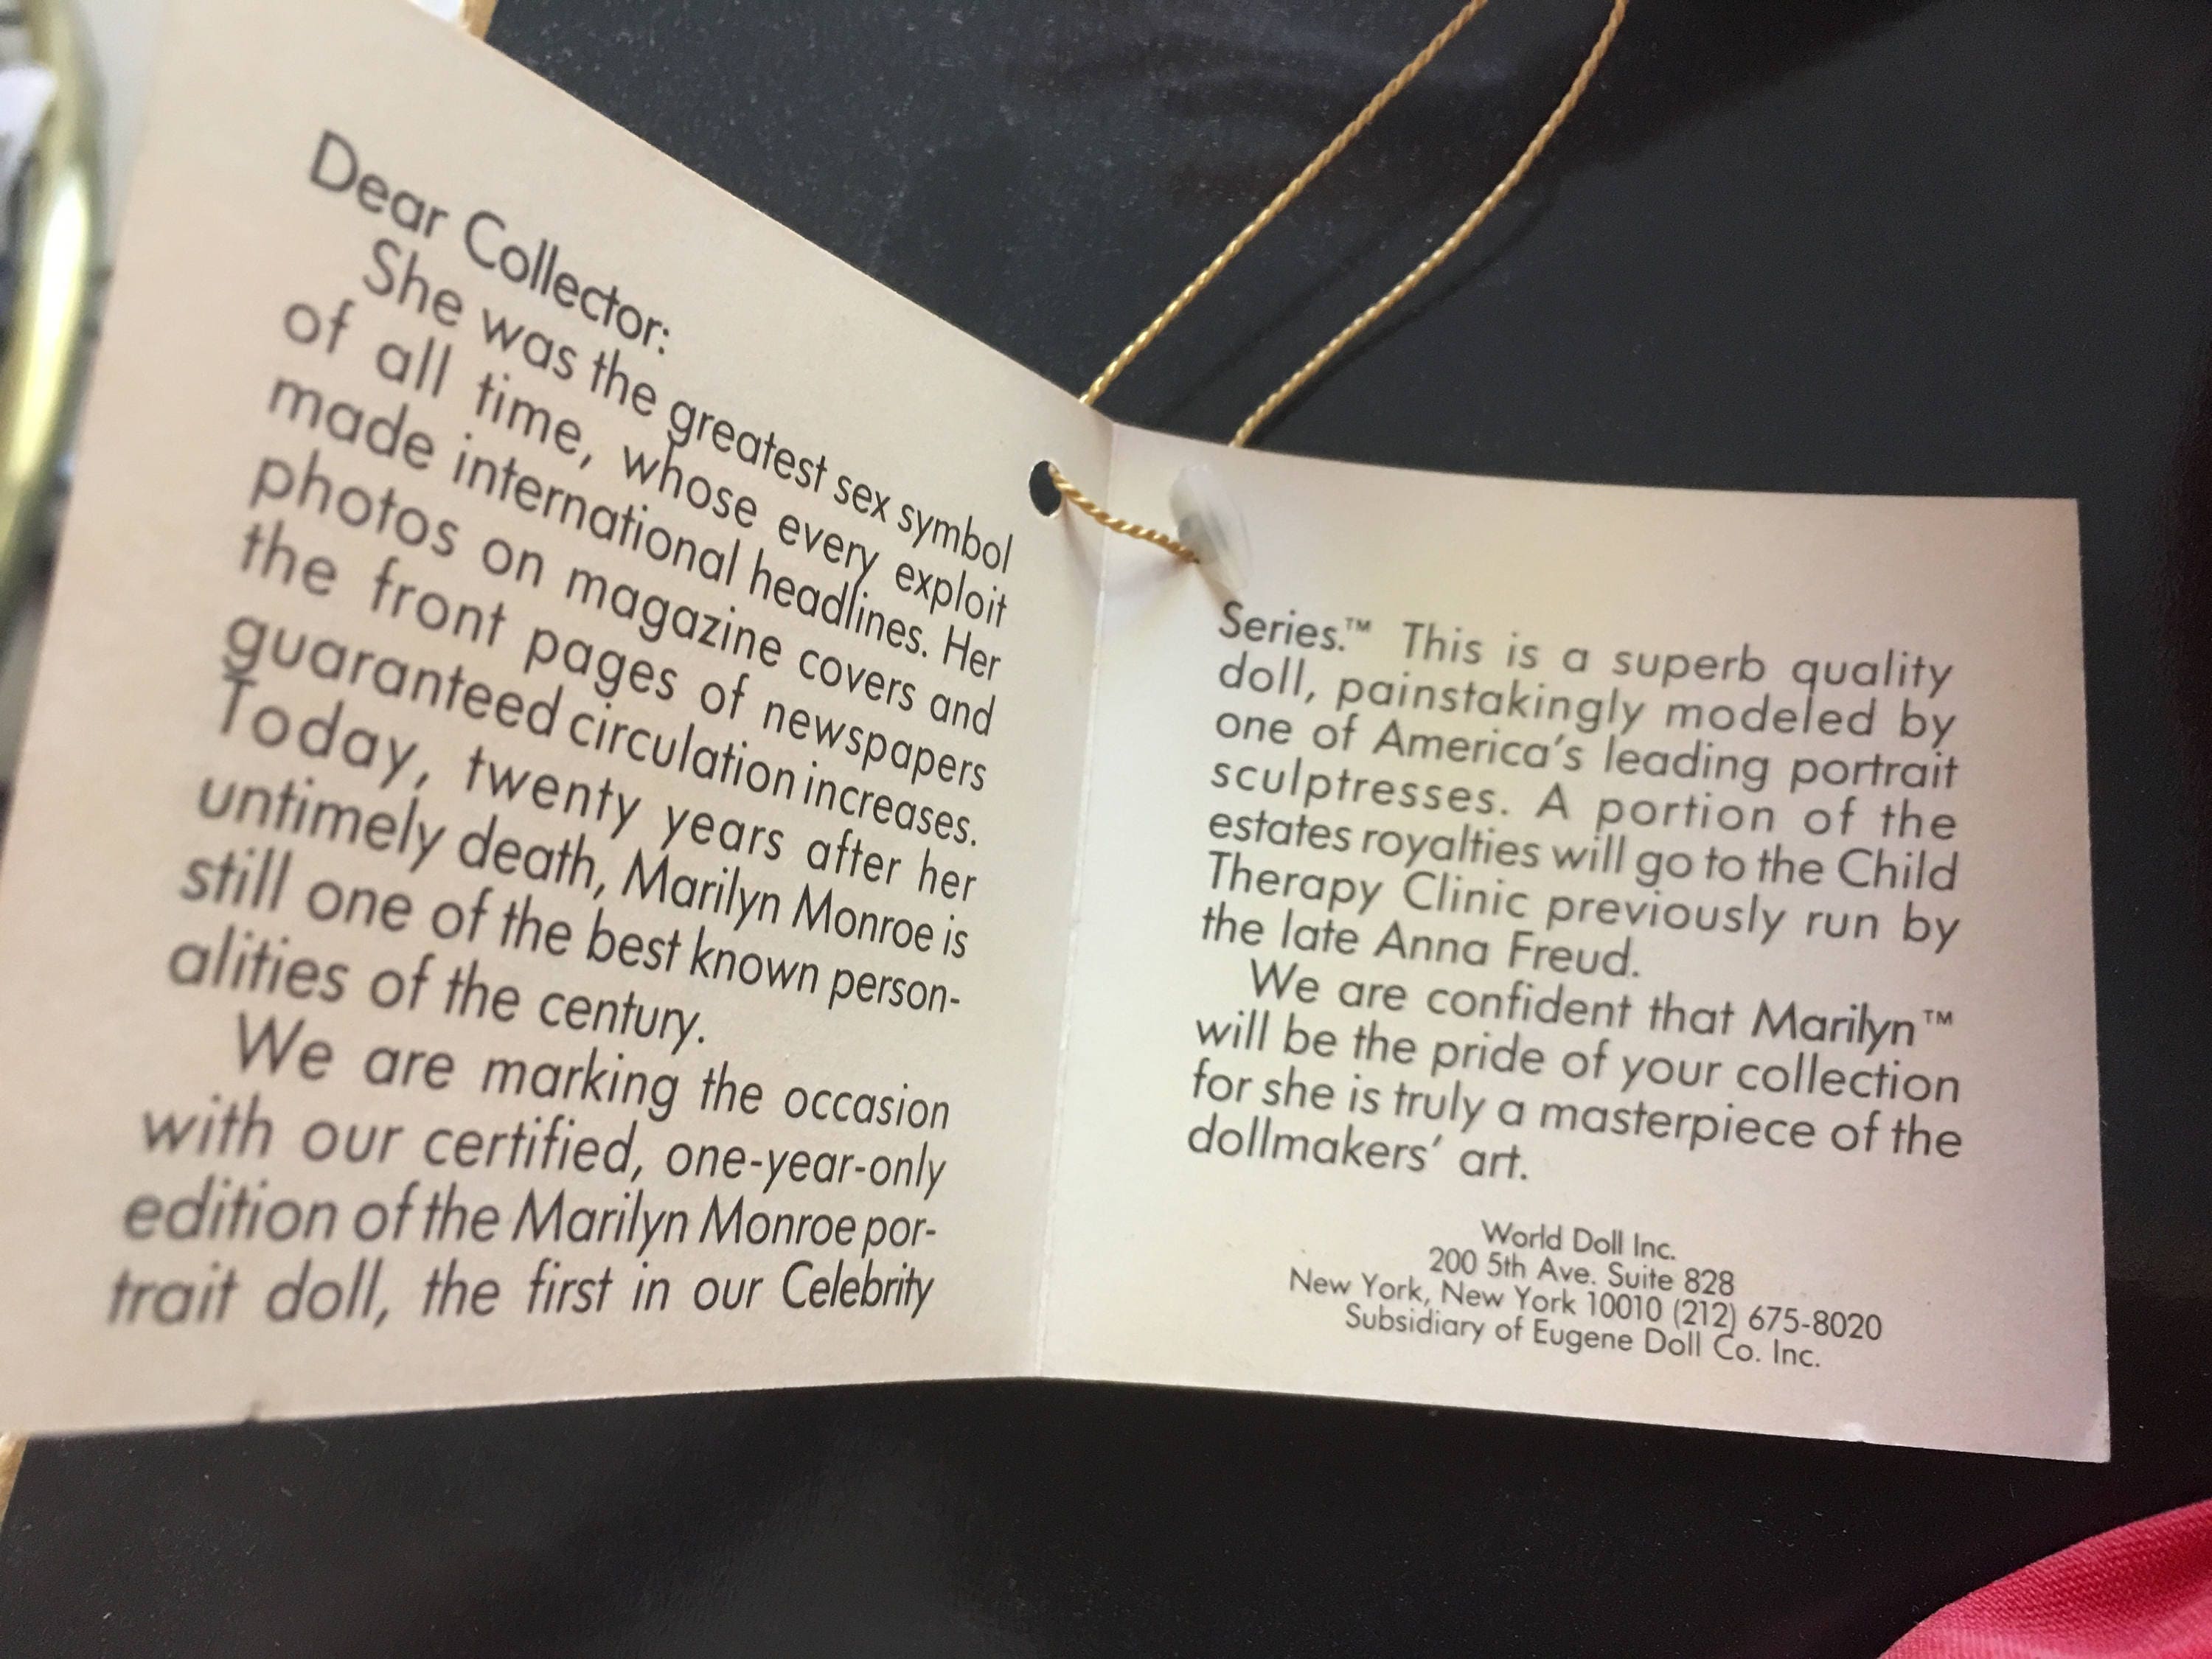 Dear Collector:
She was the greatest sex symbol
of all time, whose every exploit
made international headlines. Her
photos on magazine covers and
the front pages of newspapers
guaranteed circulation increases.
Today, twenty years after her
untimely death, Marilyn Monroe is
still one of the best known person-
alities of the century.
We are marking the occasion
with our certified, one-year-only
edition of the Marilyn Monroe por-
trait doll, the first in our Celebrity
Series.™ This is a superb quality
doll, painstakingly modeled by
one of America's leading portrait
sculptresses. A portion of the
estates royalties will go to the Child
Therapy Clinic previously run by
the late Anna Freud.
We are confident that Marilyn™
will be the pride of your collection
for she is truly a masterpiece of the
dollmakers' art.
World Doll Inc.
200 5th Ave. Suite 828
New York, New York 10010 (212) 675-8020
Subsidiary of Eugene Doll Co. Inc.